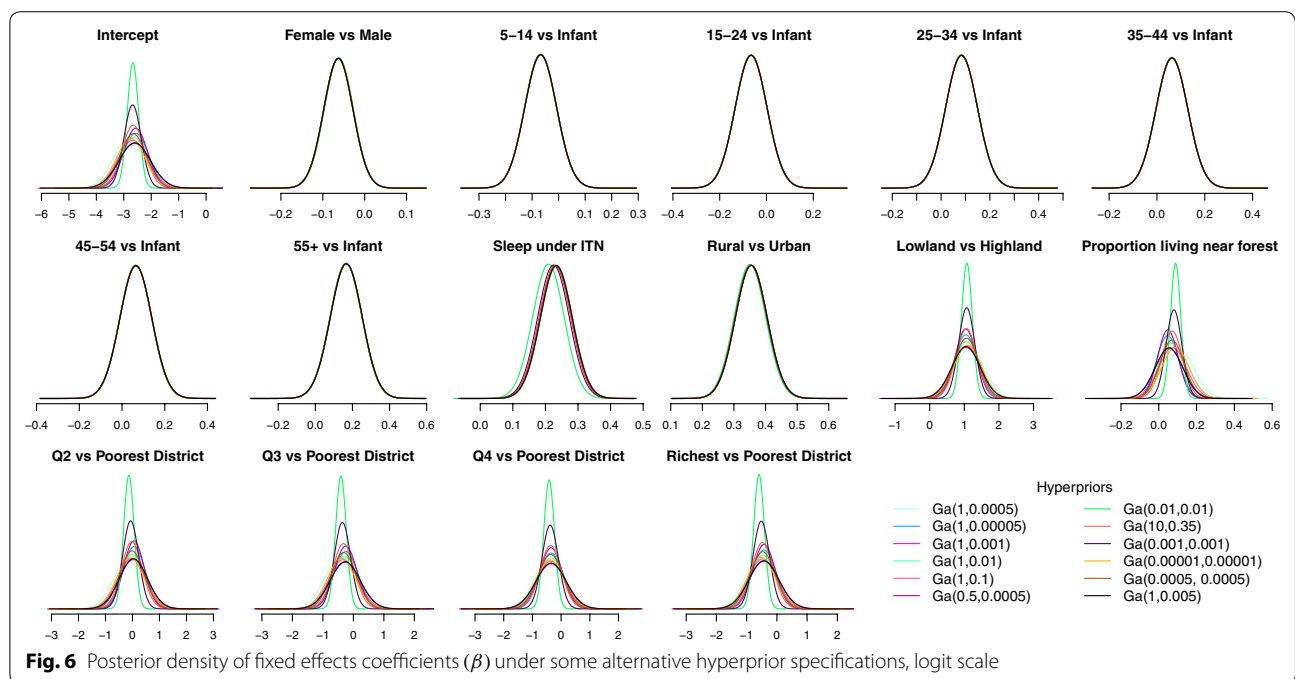 Intercept Female vs Male 5−14 vs Infant 15−24 vs Infant 25−34 vs Infant 35−44 vs Infant
−6 −5 −4 −3 −2 −1 0 −0.2 −0.1 0.0 0.1 −0.3 −0.1 0.1 0.3 −0.4 −0.2 0.0 0.2 −0.2 0.0 0.2 0.4 −0.2 0.0 0.2 0.4
45−54 vs Infant 55+ vs Infant Sleep under ITN Rural vs Urban Lowland vs Highland Proportion living near forest
−0.4 −0.2 0.0 0.2 0.4 −0.2 0.0 0.2 0.4 0.6 0.0 0.1 0.2 0.3 0.4 0.5 0.1 0.2 0.3 0.4 0.5 0.6 −1 0 1 2 3 −0.2 0.0 0.2 0.4 0.6
Q2 vs Poorest District Q3 vs Poorest District Q4 vs Poorest District Richest vs Poorest District
−3 −2 −1 0 1 2 3 −3 −2 −1 0 1 2 −3 −2 −1 0 1 2 −3 −2 −1 0 1 2
Hyperpriors
Ga(1,0.0005) Ga(0.01,0.01)
Ga(1,0.00005) Ga(10,0.35)
Ga(1,0.001) Ga(0.001,0.001)
Ga(1,0.01) Ga(0.00001,0.00001)
Ga(1,0.1) Ga(0.0005, 0.0005)
Ga(0.5,0.0005) Ga(1,0.005)
Fig. 6 Posterior density of fixed effects coefficients (β) under some alternative hyperprior specifications, logit scale